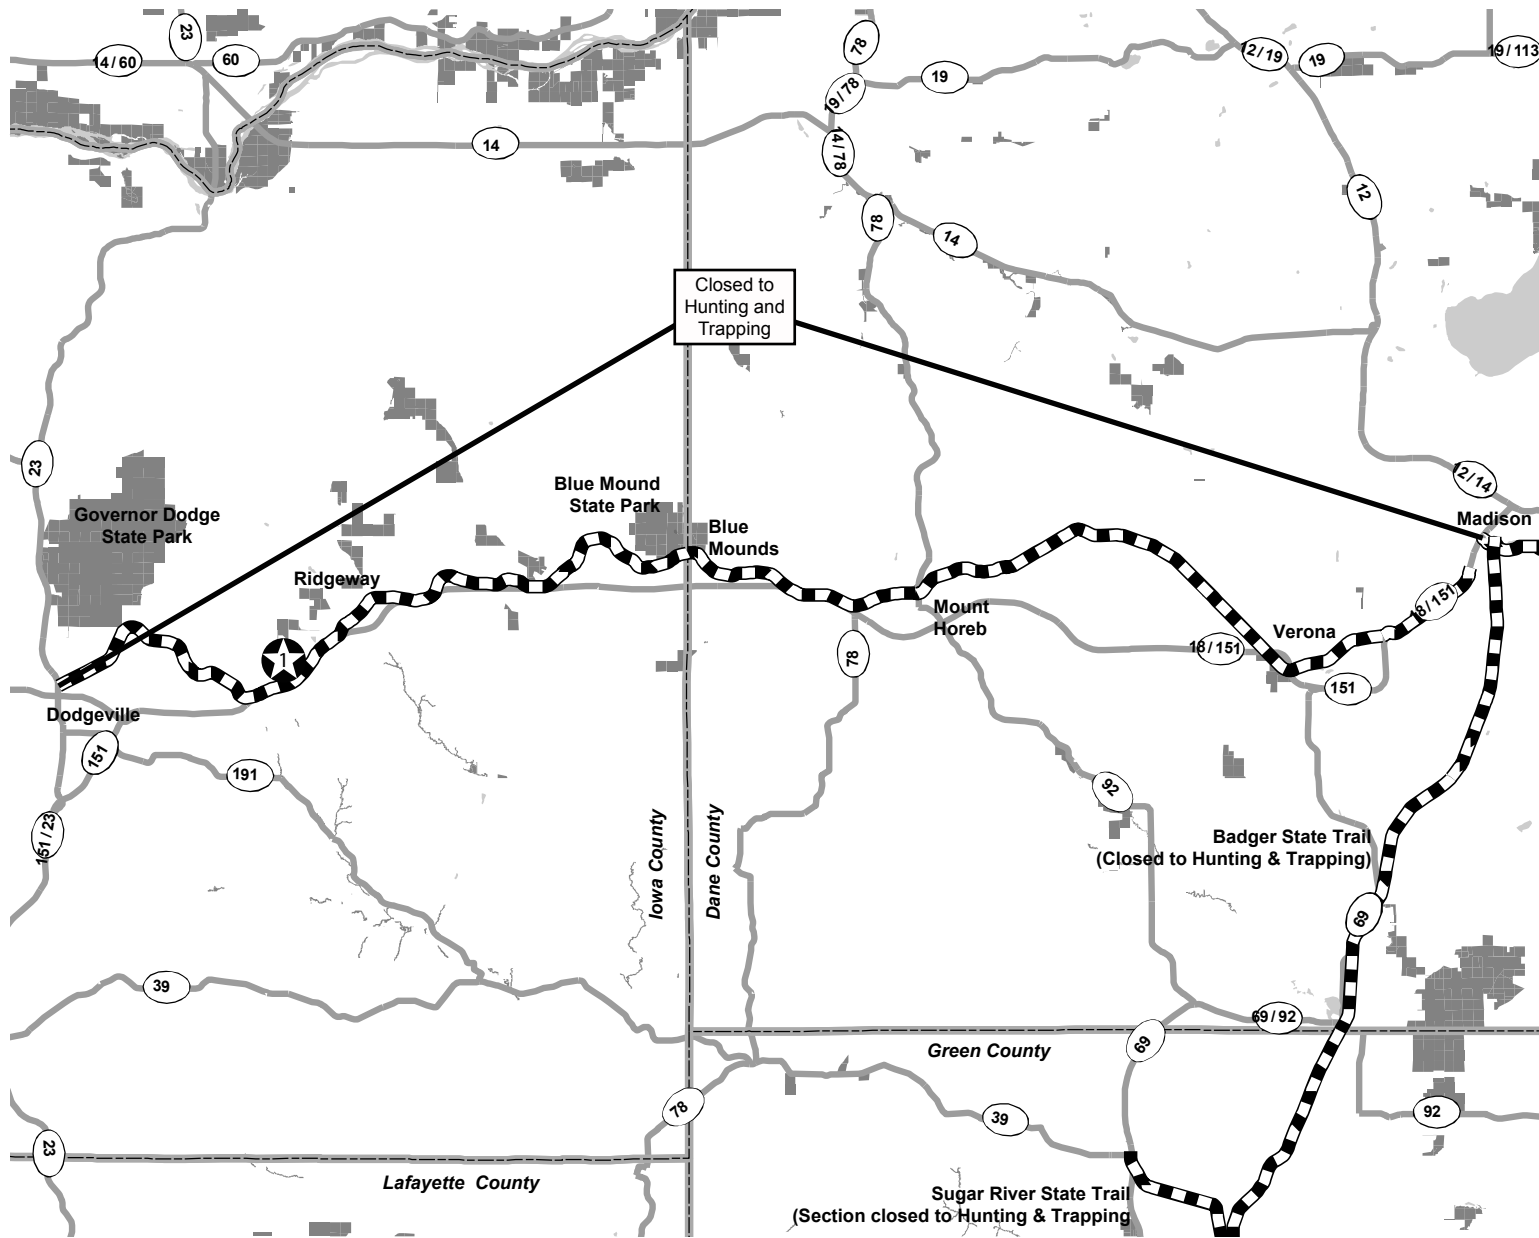 23
78
14/60
60
12/19
19
19/113
19
19/78
14
14/78
12
78
14
Closed to
Hunting and
Trapping
23
12/14
Blue Mound
State Park
Governor Dodge
State Park
Madison
Blue
Mounds
Ridgeway
18/151
Mount
Horeb
Verona
1
18/151
78
151
Dodgeville
151
191
92
151/23
Iowa County
Dane County
Badger State Trail
(Closed to Hunting & Trapping)
69
39
69/92
69
Green County
78
39
92
23
Lafayette County
Sugar River State Trail
(Section closed to Hunting & Trapping